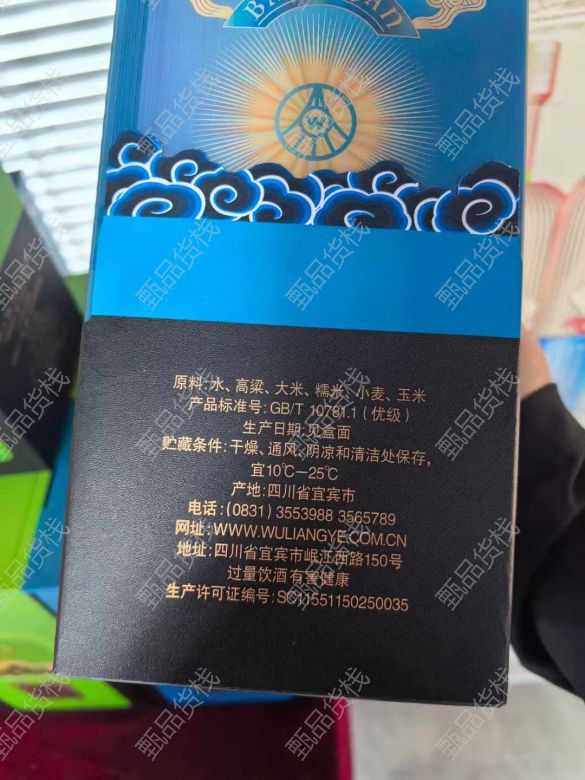 原料:水、高粱、大米、糯米、小麦、玉米
产品标准号:GB/T 10781.1(优级)
生产日期:见盒面
贮藏条件:干燥、通风、阴凉和清洁处保存,
宜10℃—25℃
产地:四川省宜宾市
电话:(0831) 3553988 3565789
网址:WWW.WULIANGYE.COM.CN
地址:四川省宜宾市岷江西路150号
过量饮酒有害健康
生产许可证编号:SC11551150250035
甄品货栈